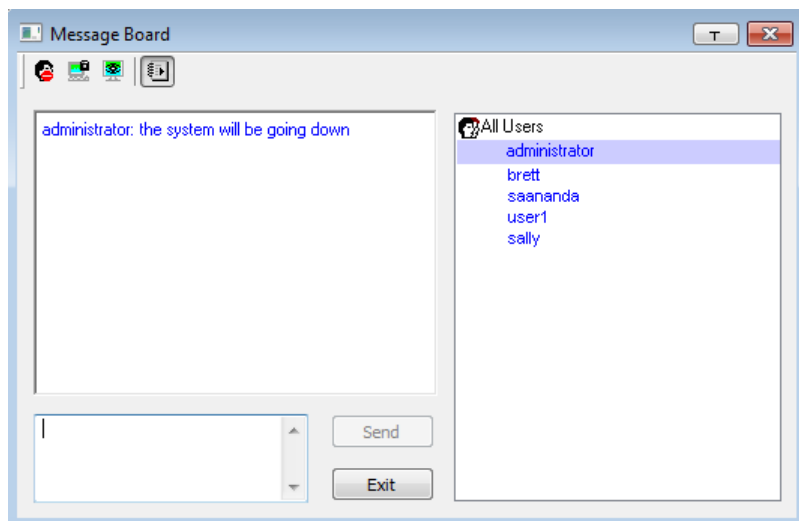 Message Board
T
administrator: the system will be going down
All Users
administrator
brett
saananda
user1
sally
Send
Exit